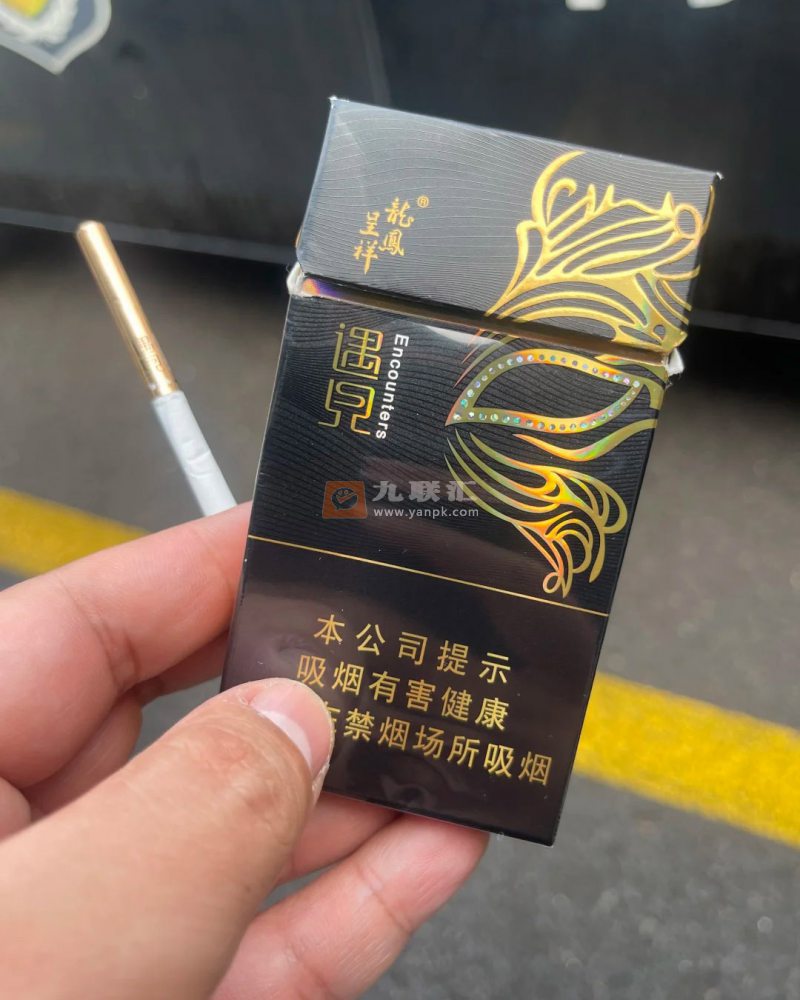 龍鳳
呈祥
®
遇見
Encounters
九联汇
www.yanpk.com
本公司提示
吸烟有害健康
禁烟场所吸烟